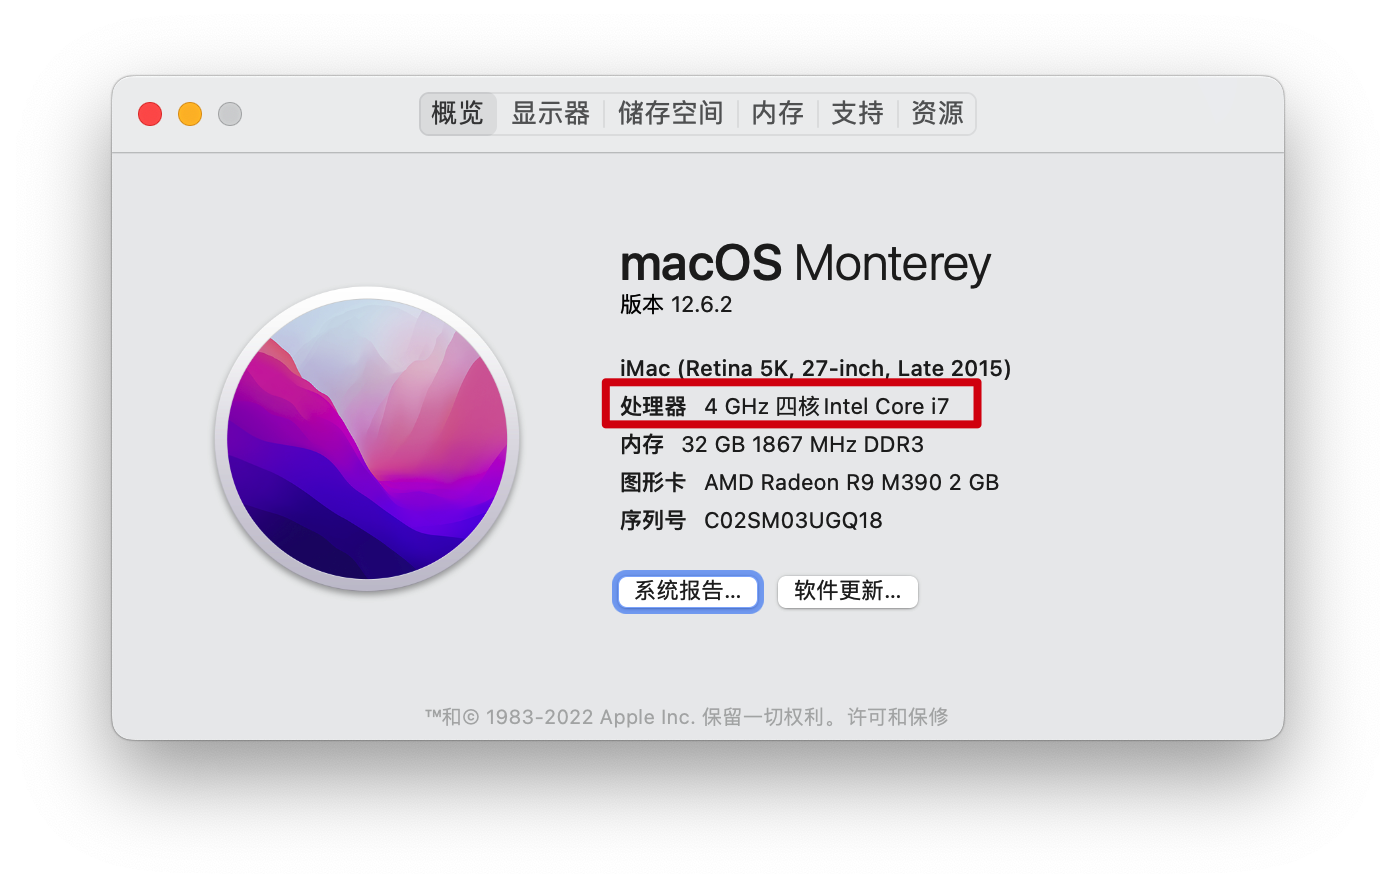 概览 显示器 储存空间 内存 支持 资源
macOS Monterey
版本 12.6.2
iMac (Retina 5K, 27-inch, Late 2015)
处理器 4 GHz 四核Intel Core i7
内存 32 GB 1867 MHz DDR3
图形卡 AMD Radeon R9 M390 2 GB
序列号 C02SM03UGQ18
系统报告... 软件更新...
™和© 1983-2022 Apple Inc. 保留一切权利。许可和保修